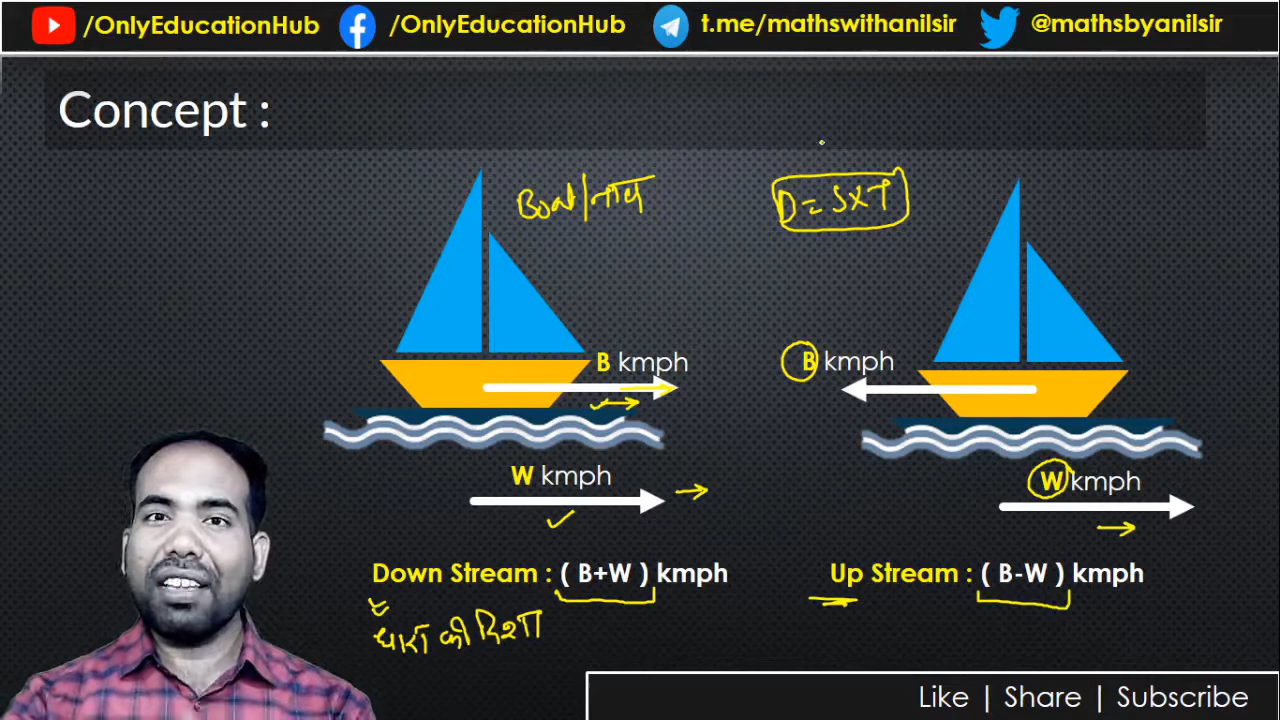 /OnlyEducationHub /OnlyEducationHub t.me/mathswithanilsir @mathsbyanilsir
Concept :
Boat/नाव
D = S x T
B kmph
B kmph
W kmph
W kmph
Down Stream : ( B+W ) kmph
Up Stream : ( B-W ) kmph
धारा की दिशा
Like | Share | Subscribe